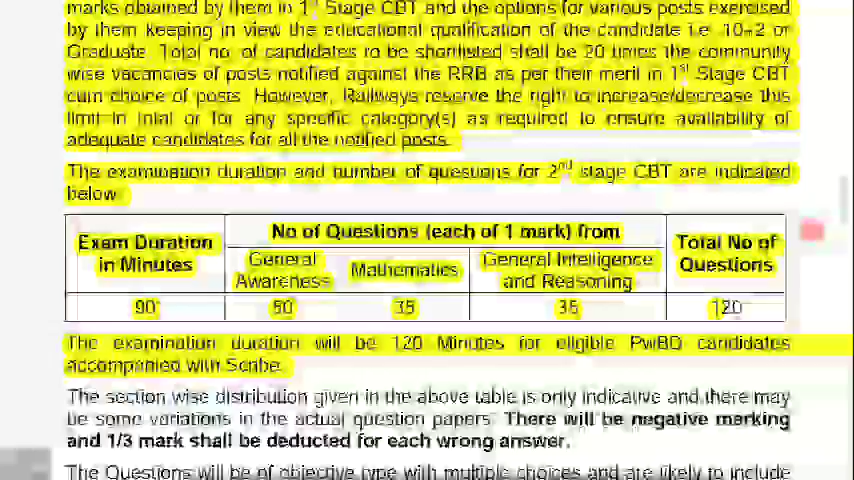 marks obtained by them in 1st Stage CBT and the options for various posts exercised
by them keeping in view the educational qualification of the candidate i.e. 10+2 or
Graduate. Total no. of candidates to be shortlisted shall be 20 times the community
wise vacancies of posts notified against the RRB as per their merit in 1st Stage CBT
cum choice of posts. However, Railways reserve the right to increase/decrease this
limit in total or for any specific category(s) as required to ensure availability of
adequate candidates for all the notified posts.
The examination duration and number of questions for 2nd stage CBT are indicated
below:
Exam Duration in Minutes
No of Questions (each of 1 mark) from
Total No of Questions
General Awareness
Mathematics
General Intelligence and Reasoning
90 50 35 35 120
The examination duration will be 120 Minutes for eligible PwBD candidates
accompanied with Scribe.
The section wise distribution given in the above table is only indicative and there may
be some variations in the actual question papers. There will be negative marking
and 1/3 mark shall be deducted for each wrong answer.
The Questions will be of objective type with multiple choices and are likely to include